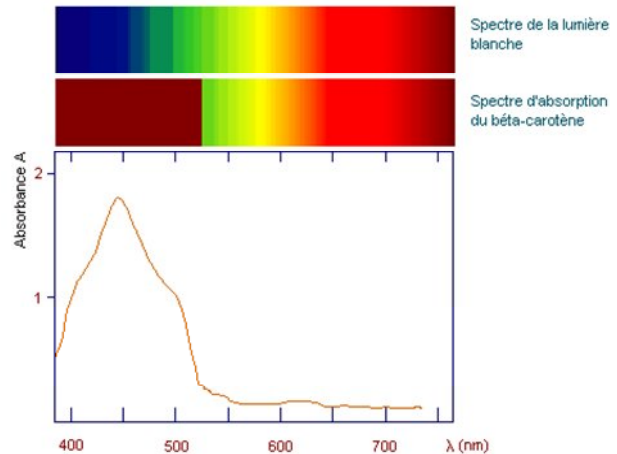 Spectre de la lumière
blanche
Spectre d'absorption
du béta-carotène
Absorbance A
2
1
400 500 600 700 λ (nm)